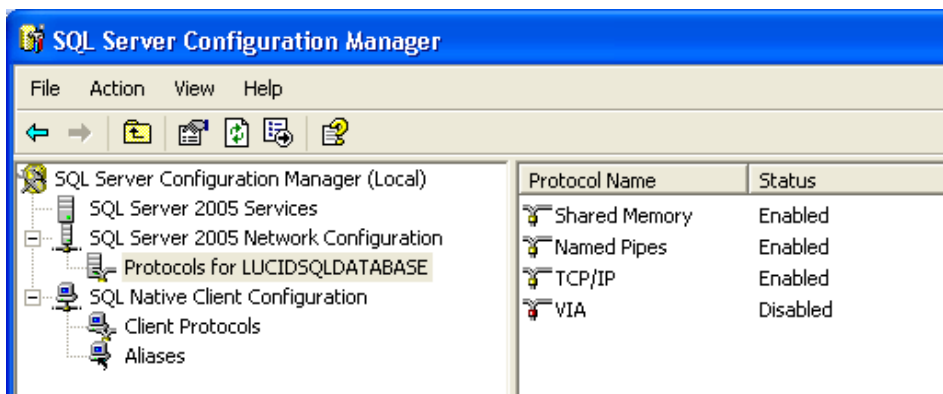 SQL Server Configuration Manager
File Action View Help
SQL Server Configuration Manager (Local)
SQL Server 2005 Services
SQL Server 2005 Network Configuration
Protocols for LUCIDSQLDATABASE
SQL Native Client Configuration
Client Protocols
Aliases
Protocol Name Status
Shared Memory Enabled
Named Pipes Enabled
TCP/IP Enabled
VIA Disabled